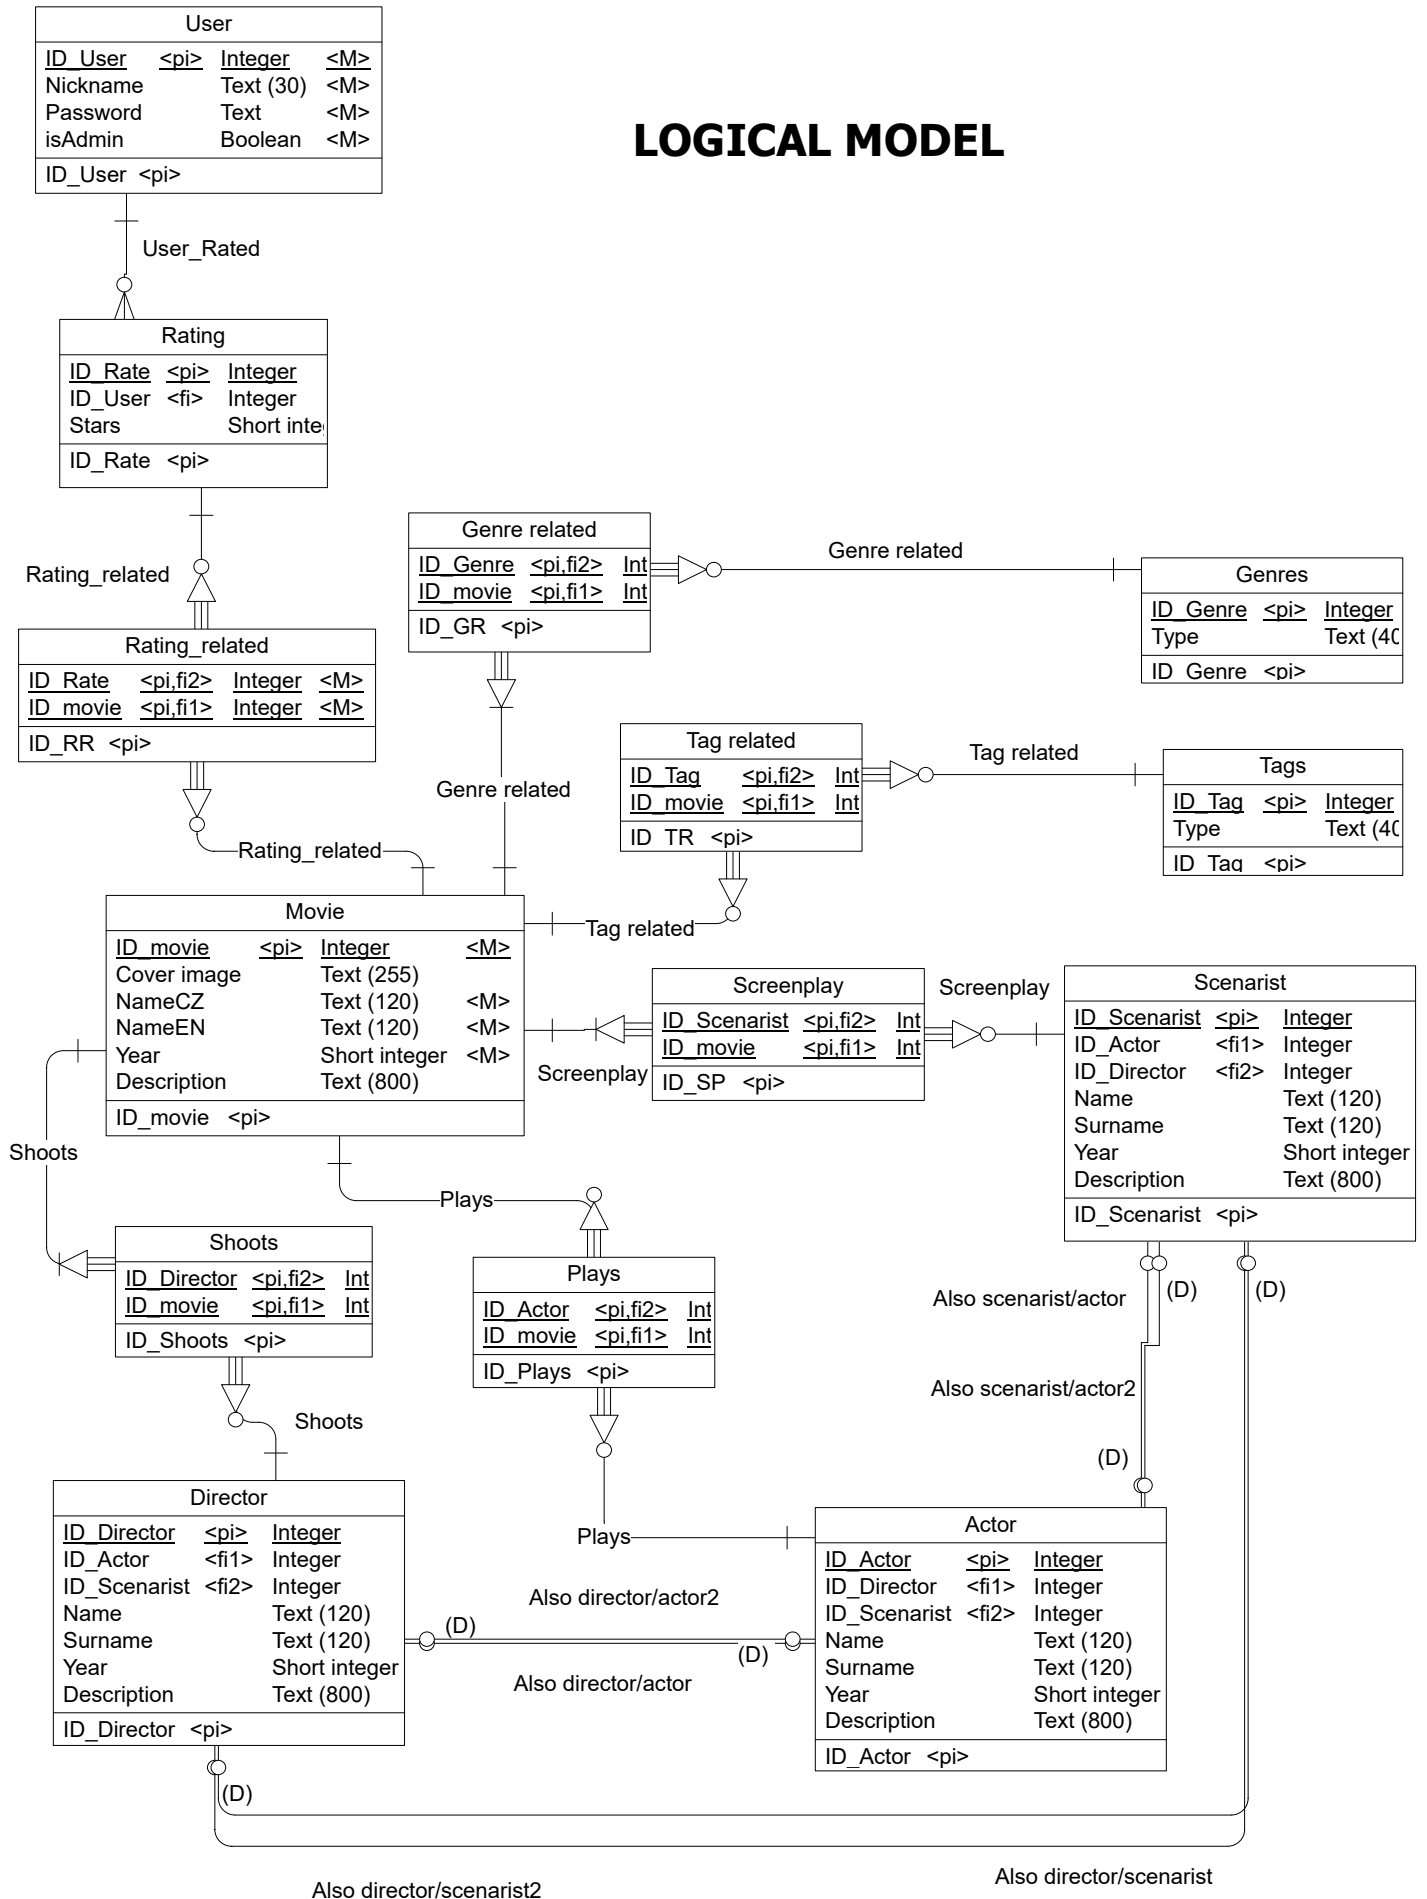 LOGICAL MODEL
User
ID_User <pi> Integer <M>
Nickname Text (30) <M>
Password Text <M>
isAdmin Boolean <M>
ID_User <pi>
User_Rated
Rating
ID_Rate <pi> Integer
ID_User <fi> Integer
Stars Short inte
ID_Rate <pi>
Rating_related
Rating_related
ID_Rate <pi,fi2> Integer <M>
ID_movie <pi,fi1> Integer <M>
ID_RR <pi>
Rating_related
Genre related
ID_Genre <pi,fi2> Int
ID_movie <pi,fi1> Int
ID_GR <pi>
Genre related
Genres
ID_Genre <pi> Integer
Type Text (40
ID_Genre <pi>
Genre related
Tag related
ID_Tag <pi,fi2> Int
ID_movie <pi,fi1> Int
ID_TR <pi>
Tag related
Tags
ID_Tag <pi> Integer
Type Text (40
ID_Tag <pi>
Tag related
Movie
ID_movie <pi> Integer <M>
Cover image Text (255)
NameCZ Text (120) <M>
NameEN Text (120) <M>
Year Short integer <M>
Description Text (800)
ID_movie <pi>
Screenplay
Screenplay
ID_Scenarist <pi,fi2> Int
ID_movie <pi,fi1> Int
ID_SP <pi>
Screenplay
Scenarist
ID_Scenarist <pi> Integer
ID_Actor <fi1> Integer
ID_Director <fi2> Integer
Name Text (120)
Surname Text (120)
Year Short integer
Description Text (800)
ID_Scenarist <pi>
Shoots
Shoots
ID_Director <pi,fi2> Int
ID_movie <pi,fi1> Int
ID_Shoots <pi>
Shoots
Plays
Plays
ID_Actor <pi,fi2> Int
ID_movie <pi,fi1> Int
ID_Plays <pi>
Plays
Also scenarist/actor
(D)
(D)
Also scenarist/actor2
(D)
Director
ID_Director <pi> Integer
ID_Actor <fi1> Integer
ID_Scenarist <fi2> Integer
Name Text (120)
Surname Text (120)
Year Short integer
Description Text (800)
ID_Director <pi>
Also director/actor2
(D)
(D)
Also director/actor
Actor
ID_Actor <pi> Integer
ID_Director <fi1> Integer
ID_Scenarist <fi2> Integer
Name Text (120)
Surname Text (120)
Year Short integer
Description Text (800)
ID_Actor <pi>
(D)
Also director/scenarist
Also director/scenarist2